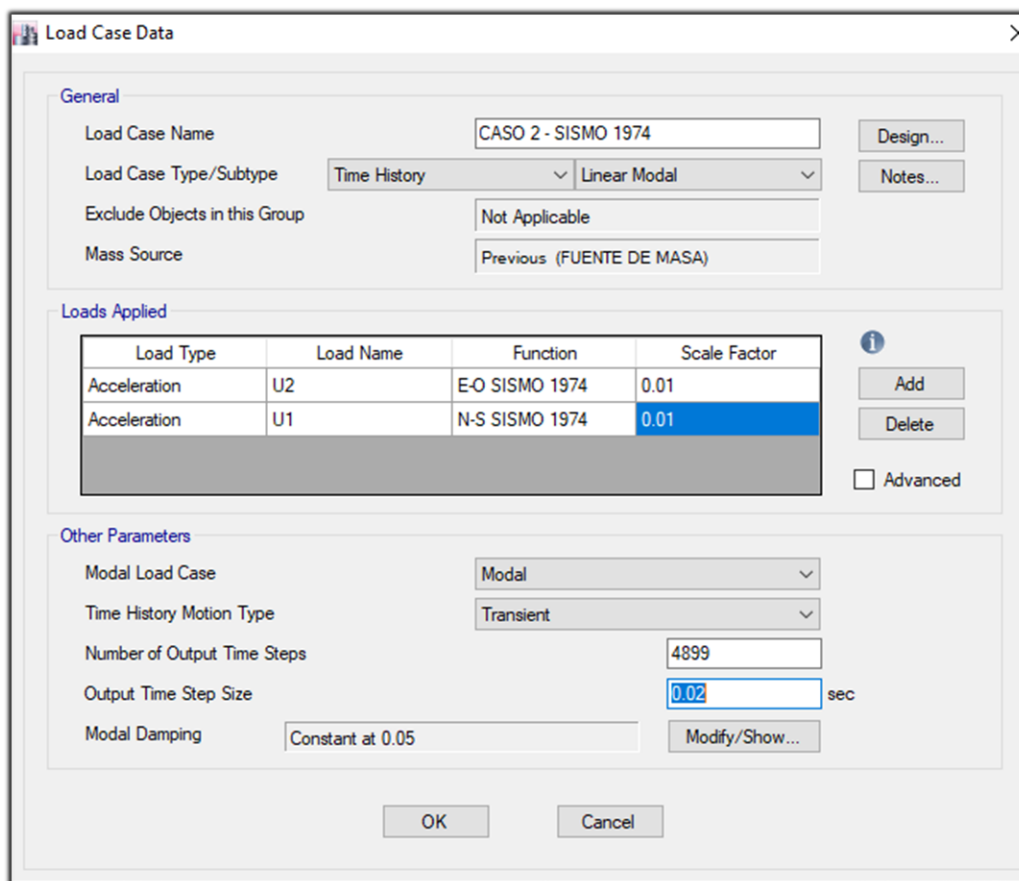 Load Case Data
General
Load Case Name CASO 2 - SISMO 1974 Design...
Load Case Type/Subtype Time History Linear Modal Notes...
Exclude Objects in this Group Not Applicable
Mass Source Previous (FUENTE DE MASA)
Loads Applied
Load Type Load Name Function Scale Factor
Acceleration U2 E-O SISMO 1974 0.01 Add
Acceleration U1 N-S SISMO 1974 0.01 Delete
Advanced
Other Parameters
Modal Load Case Modal
Time History Motion Type Transient
Number of Output Time Steps 4899
Output Time Step Size 0.02 sec
Modal Damping Constant at 0.05 Modify/Show...
OK Cancel